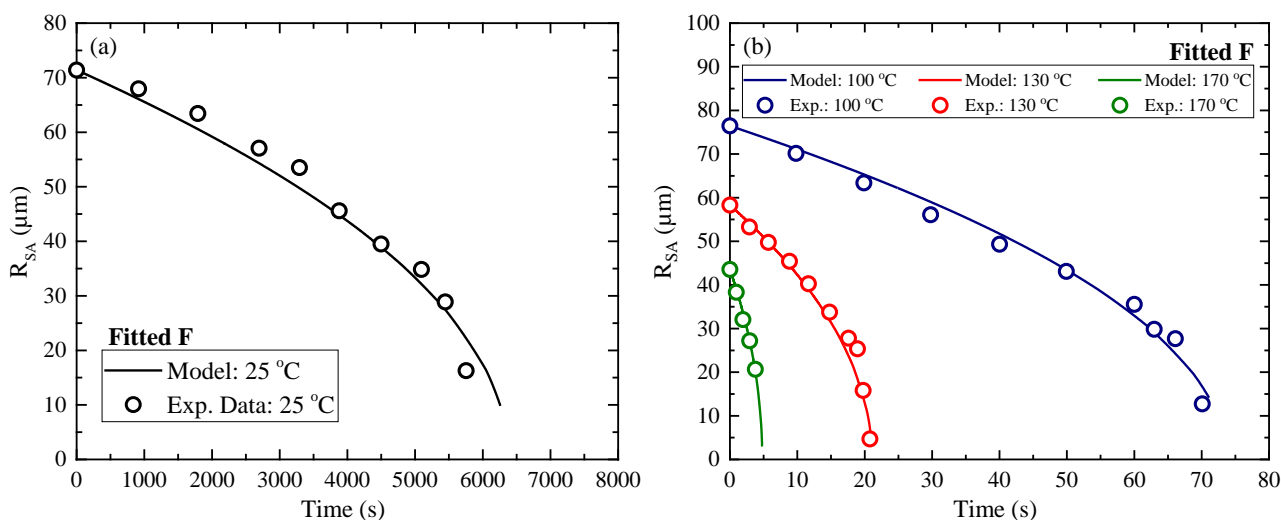 80
70
60
50
40
30
20
10
0
0 1000 2000 3000 4000 5000 6000 7000 8000
R_SA (µm)
Time (s)
(a)
Fitted F
Model: 25 °C
Exp. Data: 25 °C
100
90
80
70
60
50
40
30
20
10
0
0 10 20 30 40 50 60 70 80
R_SA (µm)
Time (s)
(b)
Fitted F
Model: 100 °C Model: 130 °C Model: 170 °C
Exp.: 100 °C Exp.: 130 °C Exp.: 170 °C